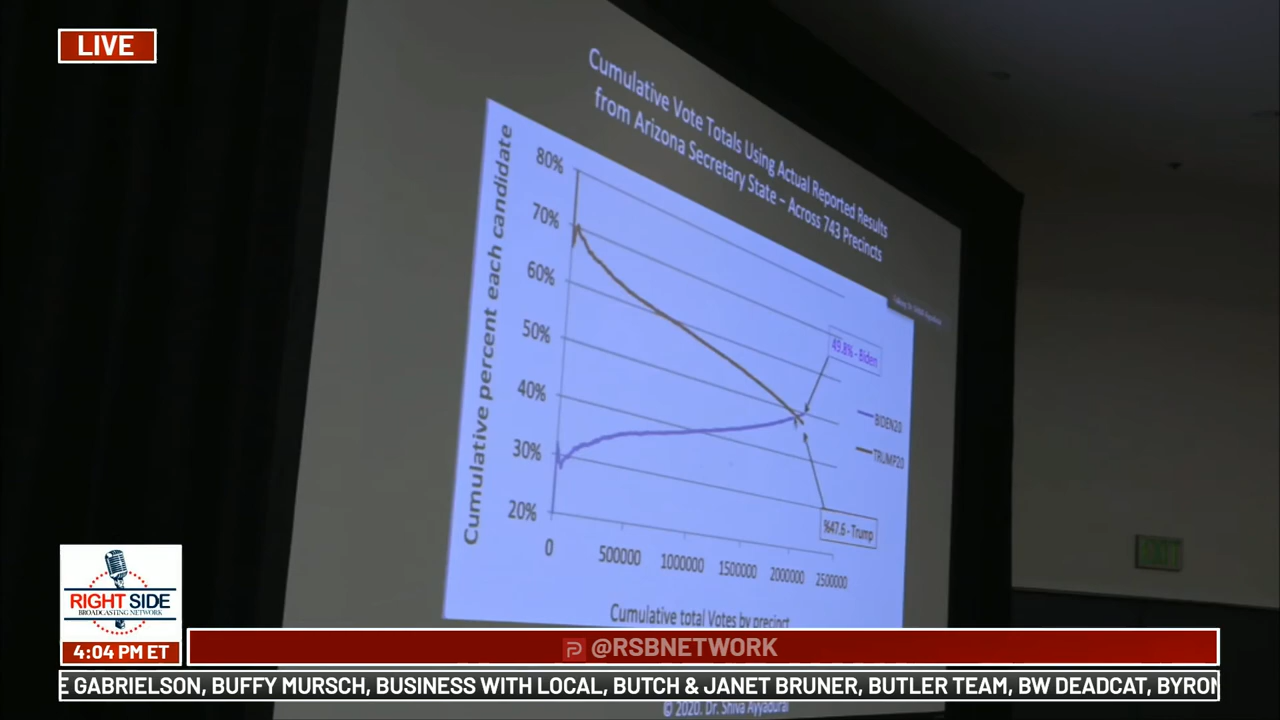 LIVE
Cumulative Vote Totals Using Actual Reported Results
from Arizona Secretary State – Across 743 Precincts
Cumulative percent each candidate
80%
70%
60%
50%
40%
30%
20%
0
500000
1000000
1500000
2000000
2500000
49.8% - Biden
BIDEN20
TRUMP20
%47.6 - Trump
Cumulative total Votes by precinct
EXIT
RIGHT SIDE
BROADCASTING NETWORK
4:04 PM ET
@RSBNETWORK
E GABRIELSON, BUFFY MURSCH, BUSINESS WITH LOCAL, BUTCH & JANET BRUNER, BUTLER TEAM, BW DEADCAT, BYRON
© 2020. Dr. Shiva Ayyadurai